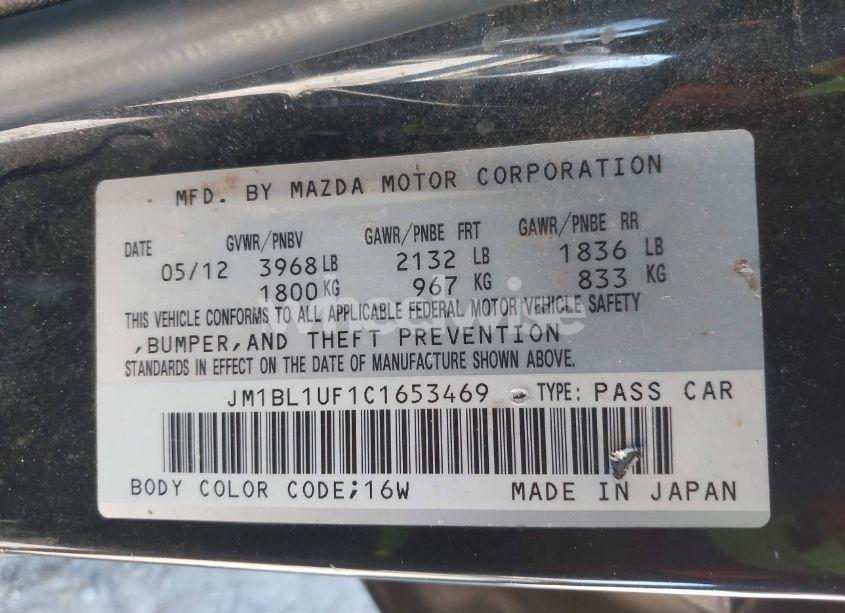 MFD. BY MAZDA MOTOR CORPORATION
DATE GVWR/PNBV GAWR/PNBE FRT GAWR/PNBE RR
05/12 3968 LB 2132 LB 1836 LB
1800 KG 967 KG 833 KG
THIS VEHICLE CONFORMS TO ALL APPLICABLE FEDERAL MOTOR VEHICLE SAFETY
,BUMPER,AND THEFT PREVENTION
STANDARDS IN EFFECT ON THE DATE OF MANUFACTURE SHOWN ABOVE.
JM1BL1UF1C1653469 TYPE: PASS CAR
BODY COLOR CODE;16W MADE IN JAPAN